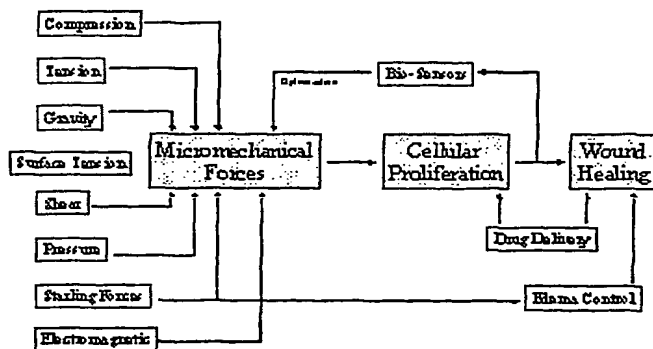 Compression
Tension
Bio-Sensors
Optimization
Gravity
Micromechanical
Forces
Cellular
Proliferation
Wound
Healing
Surface Tension
Shear
Drug Delivery
Pressure
Starling Forces
Edema Control
Electromagnetic